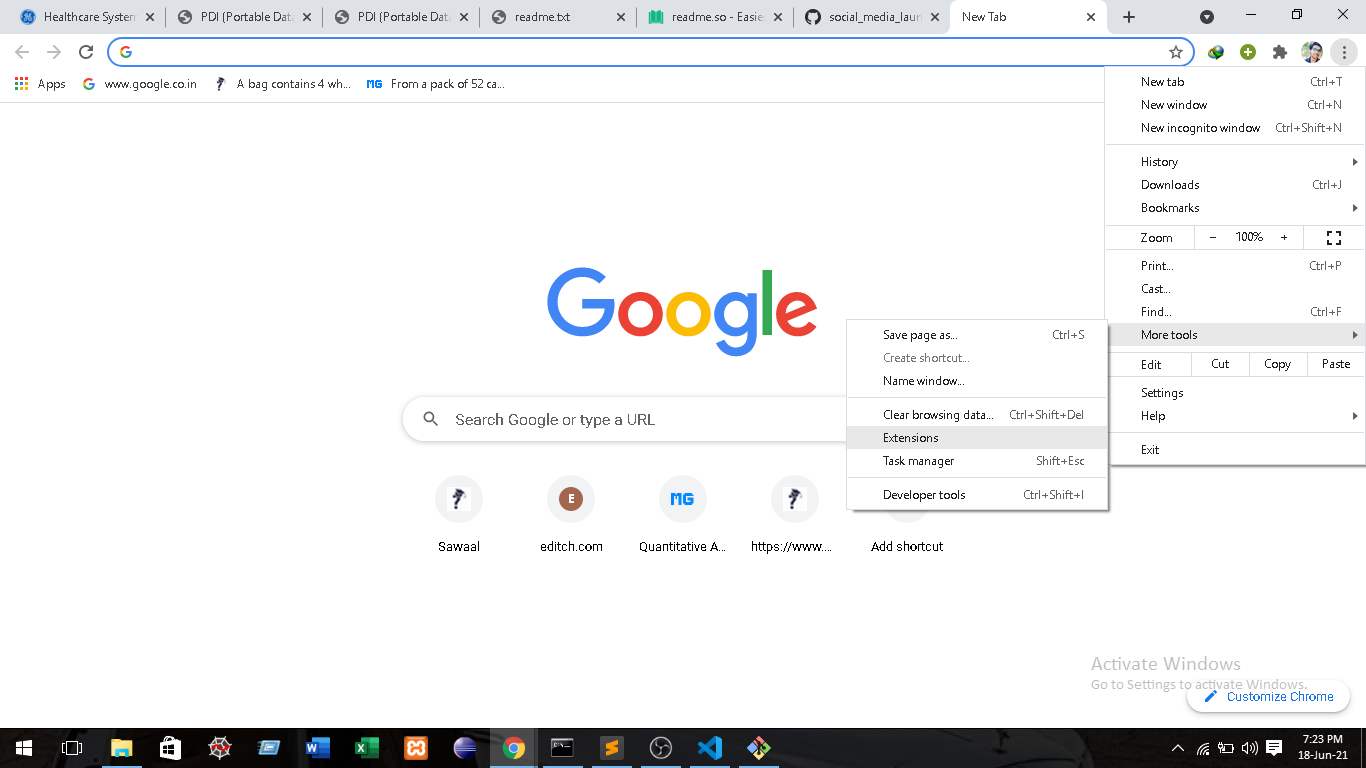 Healthcare System
PDI (Portable Data
PDI (Portable Data
readme.txt
readme.so - Easies
social_media_laun
New Tab
Apps
www.google.co.in
A bag contains 4 wh...
MG
From a pack of 52 ca...
New tab Ctrl+T
New window Ctrl+N
New incognito window Ctrl+Shift+N
History
Downloads Ctrl+J
Bookmarks
Zoom − 100% +
Print... Ctrl+P
Cast...
Find... Ctrl+F
More tools
Edit Cut Copy Paste
Settings
Help
Exit
Save page as... Ctrl+S
Create shortcut...
Name window...
Clear browsing data... Ctrl+Shift+Del
Extensions
Task manager Shift+Esc
Developer tools Ctrl+Shift+I
Google
Search Google or type a URL
E
MG
Sawaal
editch.com
Quantitative A...
https://www....
Add shortcut
Activate Windows
Go to Settings to activate Windows.
Customize Chrome
7:23 PM
18-Jun-21